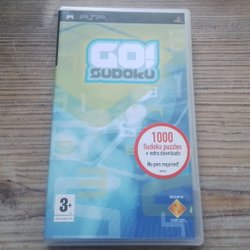 PSP
GO!
SUDOKU
1000
Sudoku puzzles
+ extra downloads
No pen required!
3+
SONY